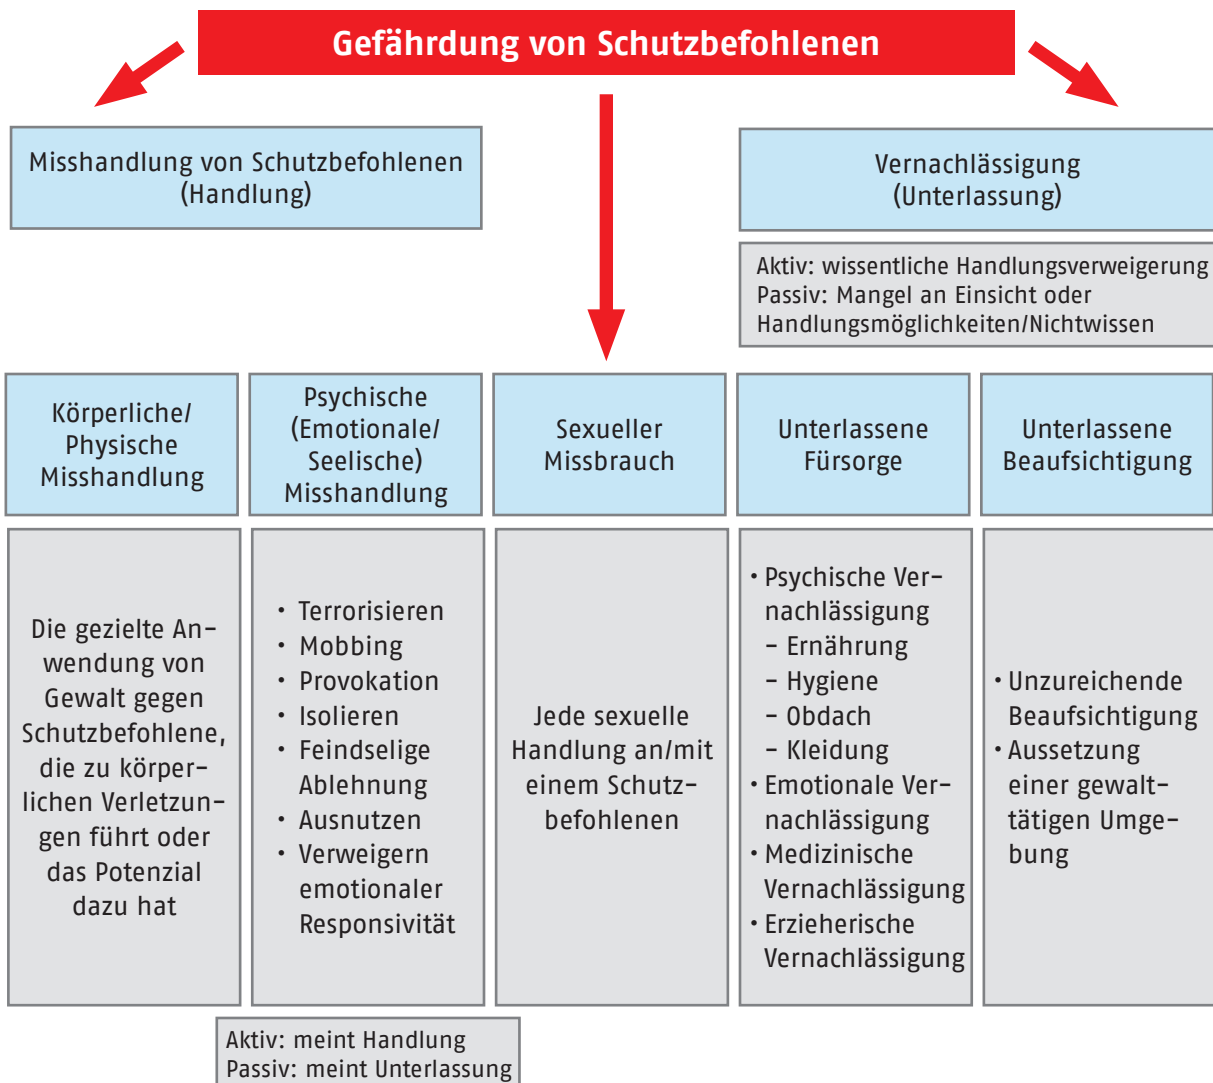 Gefährdung von Schutzbefohlenen
Misshandlung von Schutzbefohlenen
(Handlung)
Vernachlässigung
(Unterlassung)
Aktiv: wissentliche Handlungsverweigerung
Passiv: Mangel an Einsicht oder
Handlungsmöglichkeiten/Nichtwissen
Körperliche/
Physische
Misshandlung
Psychische
(Emotionale/
Seelische)
Misshandlung
Sexueller
Missbrauch
Unterlassene
Fürsorge
Unterlassene
Beaufsichtigung
Die gezielte An-
wendung von
Gewalt gegen
Schutzbefohlene,
die zu körper-
lichen Verletzun-
gen führt oder
das Potenzial
dazu hat
• Terrorisieren
• Mobbing
• Provokation
• Isolieren
• Feindselige
Ablehnung
• Ausnutzen
• Verweigern
emotionaler
Responsivität
Jede sexuelle
Handlung an/mit
einem Schutz-
befohlenen
• Psychische Ver-
nachlässigung
– Ernährung
– Hygiene
– Obdach
– Kleidung
• Emotionale Ver-
nachlässigung
• Medizinische
Vernachlässigung
• Erzieherische
Vernachlässigung
• Unzureichende
Beaufsichtigung
• Aussetzung
einer gewalt-
tätigen Umge-
bung
Aktiv: meint Handlung
Passiv: meint Unterlassung